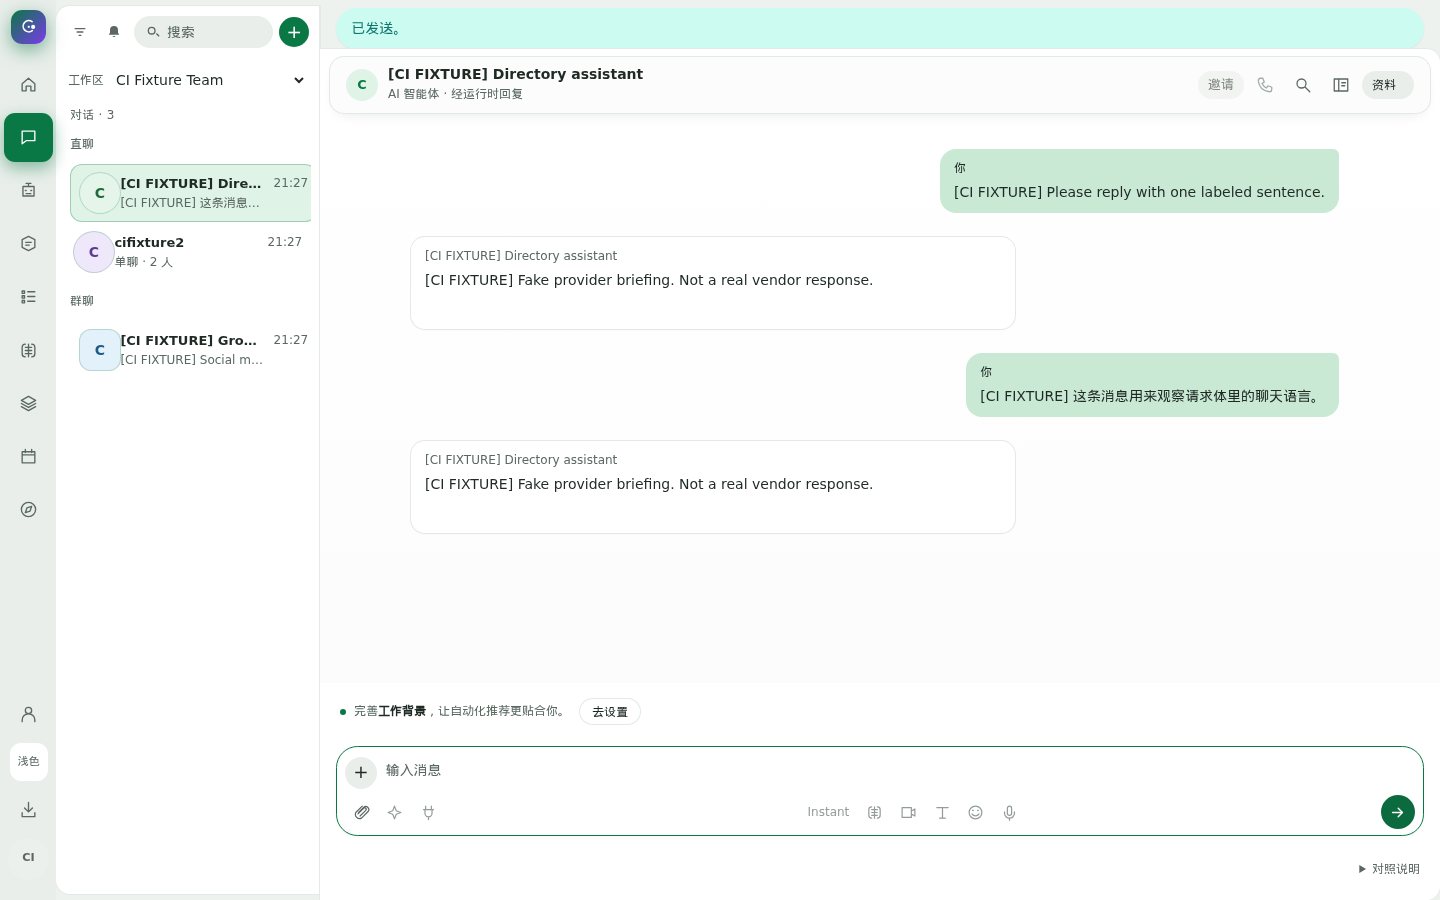 搜索
工作区 CI Fixture Team
对话 · 3
直聊
C
[CI FIXTURE] Dire... 21:27
[CI FIXTURE] 这条消息...
C
cifixture2 21:27
单聊 · 2 人
群聊
C
[CI FIXTURE] Gro... 21:27
[CI FIXTURE] Social m...
浅色
CI
已发送。
C
[CI FIXTURE] Directory assistant
AI 智能体 · 经运行时回复
邀请
资料
你
[CI FIXTURE] Please reply with one labeled sentence.
[CI FIXTURE] Directory assistant
[CI FIXTURE] Fake provider briefing. Not a real vendor response.
你
[CI FIXTURE] 这条消息用来观察请求体里的聊天语言。
[CI FIXTURE] Directory assistant
[CI FIXTURE] Fake provider briefing. Not a real vendor response.
完善工作背景，让自动化推荐更贴合你。 去设置
输入消息
Instant
对照说明